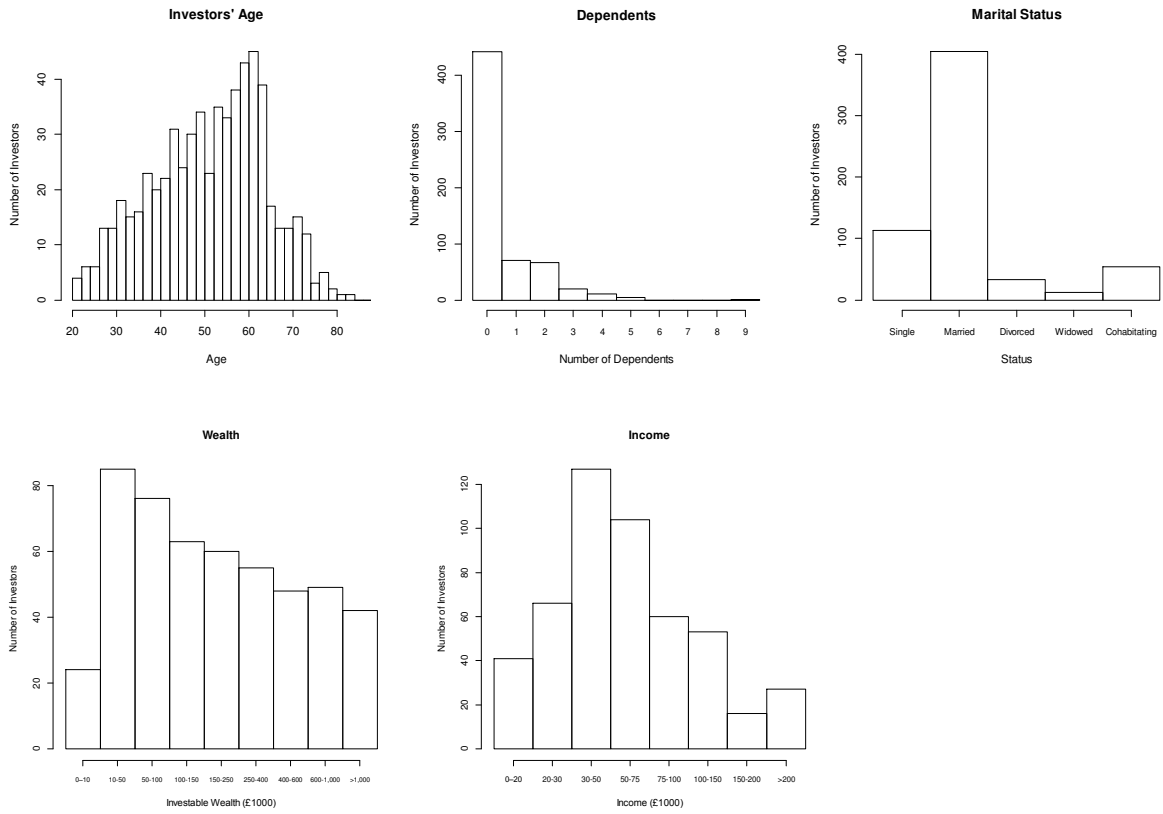 Investors' Age
Number of Investors
0 10 20 30 40
20 30 40 50 60 70 80
Age
Dependents
Number of Investors
0 100 200 300 400
0 1 2 3 4 5 6 7 8 9
Number of Dependents
Marital Status
Number of Investors
0 100 200 300 400
Single Married Divorced Widowed Cohabitating
Status
Wealth
Number of Investors
0 20 40 60 80
0–10 10-50 50-100 100-150 150-250 250-400 400-600 600-1,000 >1,000
Investable Wealth (£1000)
Income
Number of Investors
0 20 40 60 80 100 120
0–20 20-30 30-50 50-75 75-100 100-150 150-200 >200
Income (£1000)